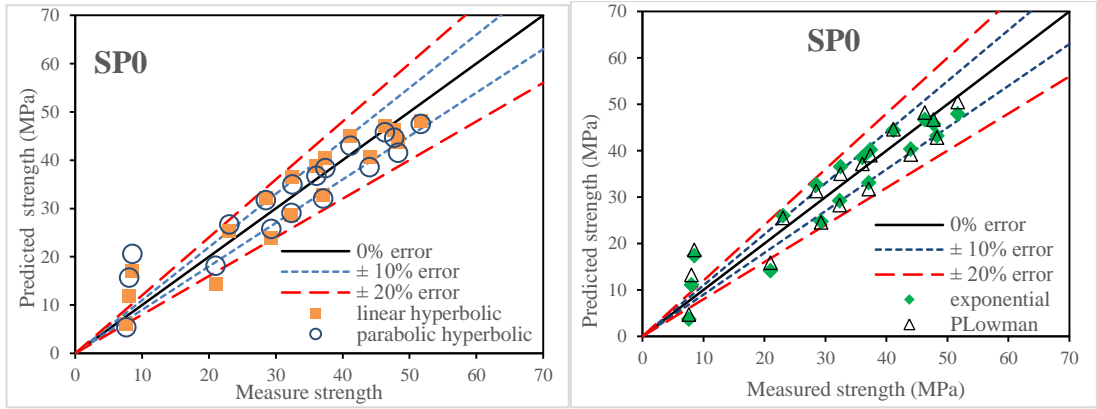 SP0
Predicted strength (MPa)
70
60
50
40
30
20
10
0
0% error
± 10% error
± 20% error
linear hyperbolic
parabolic hyperbolic
0 10 20 30 40 50 60 70
Measure strength
SP0
Predicted strength (MPa)
70
60
50
40
30
20
10
0
0% error
± 10% error
± 20% error
exponential
PLowman
0 10 20 30 40 50 60 70
Measured strength (MPa)